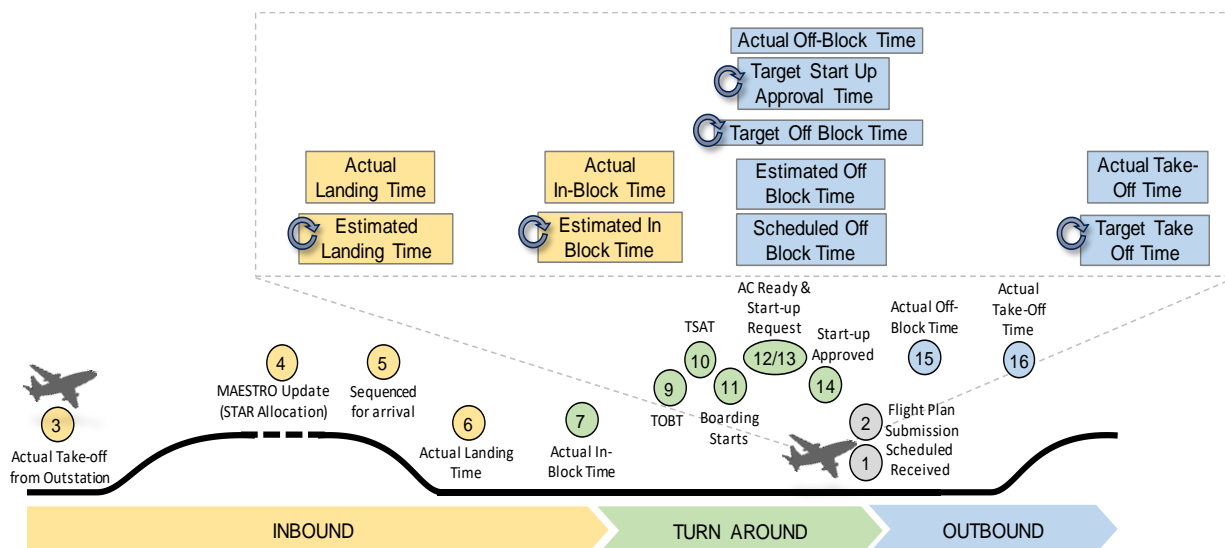 Actual Off-Block Time
Target Start Up
Approval Time
Target Off Block Time
Actual
Landing Time
Actual
In-Block Time
Estimated Off
Block Time
Actual Take-
Off Time
Estimated
Landing Time
Estimated In
Block Time
Scheduled Off
Block Time
Target Take
Off Time
AC Ready &
Start-up
Request
TSAT
Start-up
Approved
Actual Off-
Block Time
Actual
Take-Off
Time
4
5
10
12/13
15
16
MAESTRO Update
(STAR Allocation)
Sequenced
for arrival
9
11
14
TOBT
Boarding
Starts
3
Actual Take-off
from Outstation
6
Actual Landing
Time
7
Actual In-
Block Time
2
Flight Plan
Submission
1
Scheduled
Received
INBOUND
TURN AROUND
OUTBOUND